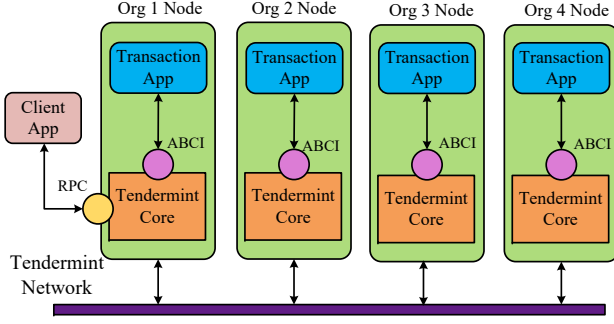 Org 1 Node
Org 2 Node
Org 3 Node
Org 4 Node
Transaction
App
Transaction
App
Transaction
App
Transaction
App
Client
App
ABCI
ABCI
ABCI
ABCI
RPC
Tendermint
Core
Tendermint
Core
Tendermint
Core
Tendermint
Core
Tendermint
Network